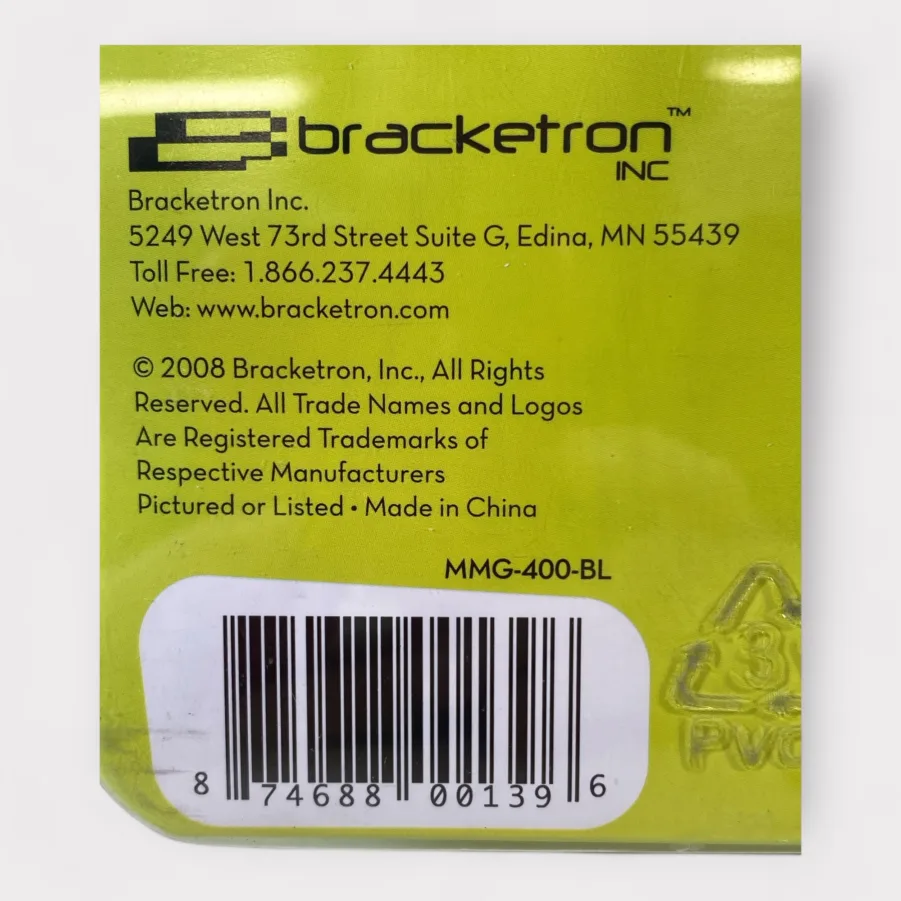 bracketron™
INC
Bracketron Inc.
5249 West 73rd Street Suite G, Edina, MN 55439
Toll Free: 1.866.237.4443
Web: www.bracketron.com
© 2008 Bracketron, Inc., All Rights
Reserved. All Trade Names and Logos
Are Registered Trademarks of
Respective Manufacturers
Pictured or Listed • Made in China
MMG-400-BL
8 74688 00139 6
3
PVC